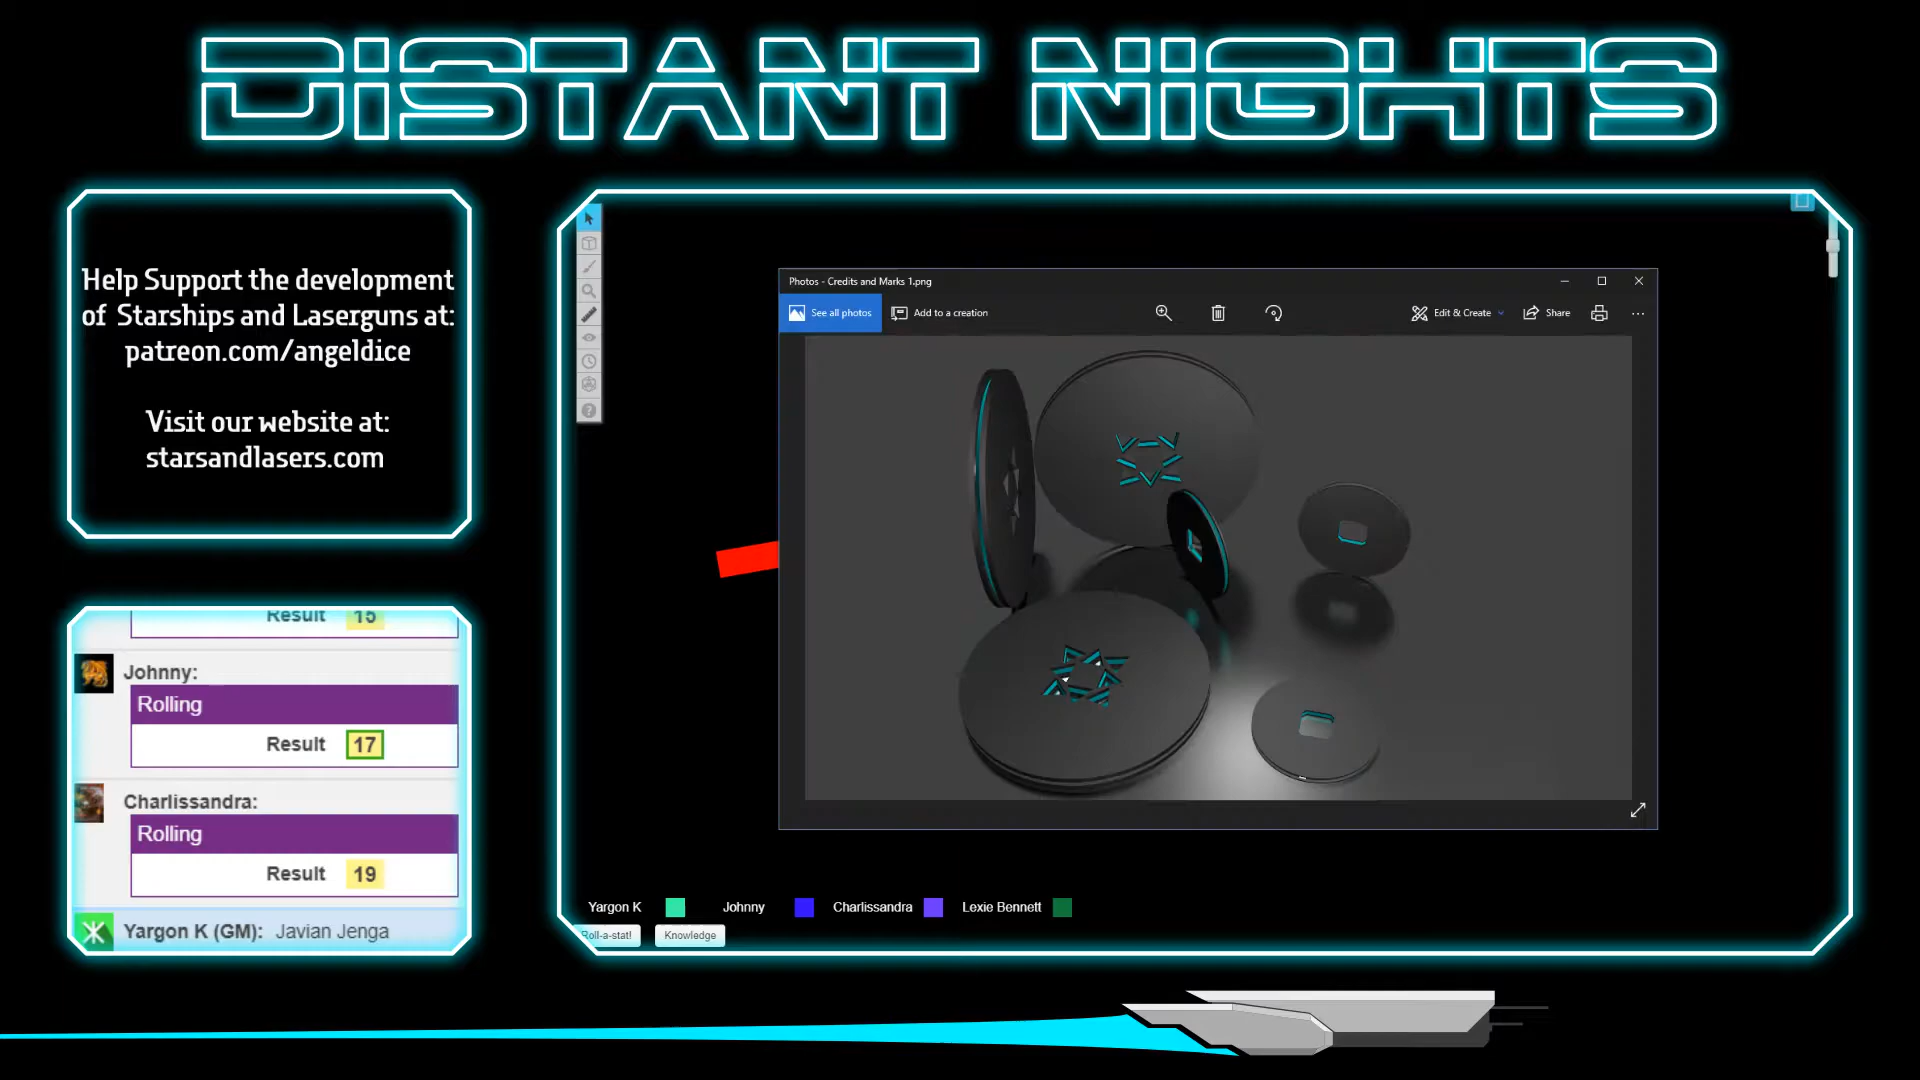 DISTANT NIGHTS
Help Support the development
of Starships and Laserguns at:
patreon.com/angeldice
Visit our website at:
starsandlasers.com
Result 15
Johnny:
Rolling
Result 17
Charlissandra:
Rolling
Result 19
Yargon K (GM): Javian Jenga
Photos - Credits and Marks 1.png
See all photos
Add to a creation
Edit & Create
Share
Yargon K
Johnny
Charlissandra
Lexie Bennett
Roll-a-stat!
Knowledge